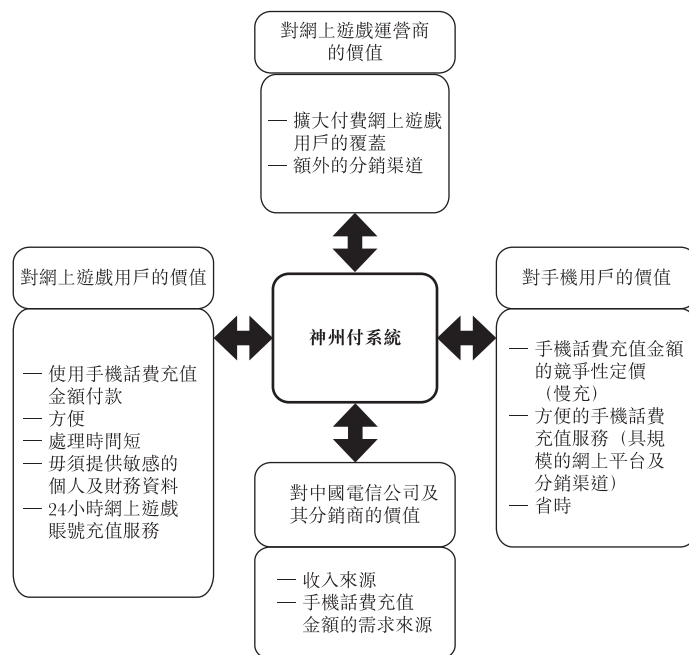 對網上遊戲運營商
的價值
— 擴大付費網上遊戲
用戶的覆蓋
— 額外的分銷渠道
對網上遊戲用戶的價值
— 使用手機話費充值
金額付款
— 方便
— 處理時間短
— 毋須提供敏感的
個人及財務資料
— 24小時網上遊戲
賬號充值服務
神州付系統
對手機用戶的價值
— 手機話費充值金額
的競爭性定價
（慢充）
— 方便的手機話費
充值服務（具規
模的網上平台及
分銷渠道）
— 省時
對中國電信公司及
其分銷商的價值
— 收入來源
— 手機話費充值
金額的需求來源